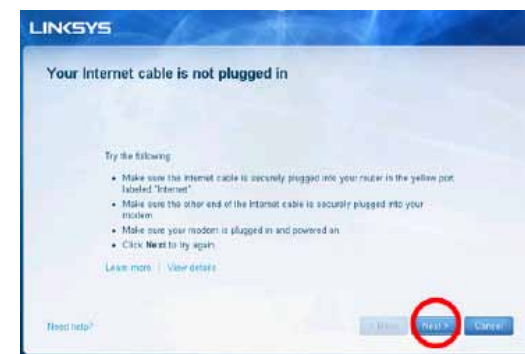 LINKSYS
Your Internet cable is not plugged in
Try the following:
• Make sure the Internet cable is securely plugged into your router in the yellow port
labeled "Internet"
• Make sure the other end of the Internet cable is securely plugged into your
modem
• Make sure your modem is plugged in and powered on
• Click Next to try again
Learn more | View details
Need help?
< Back Next > Cancel